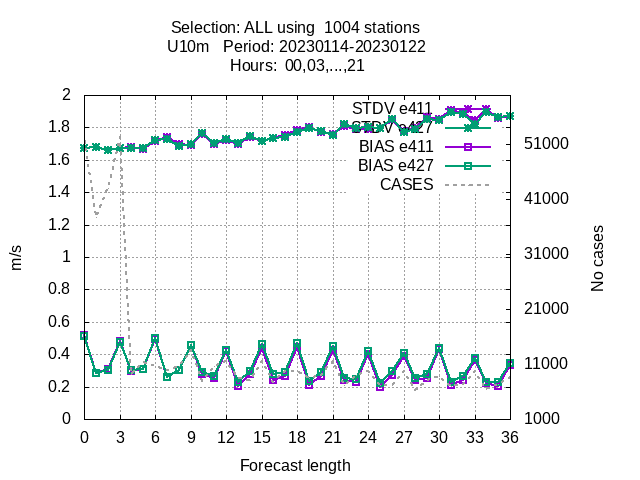 Selection: ALL using  1004 stations
U10m   Period: 20230114-20230122
Hours:  00,03,...,21
STDV e411
STDV e427
BIAS e411
BIAS e427
CASES
m/s
No cases
2
1.8
1.6
1.4
1.2
1
0.8
0.6
0.4
0.2
0
51000
41000
31000
21000
11000
1000
0 3 6 9 12 15 18 21 24 27 30 33 36
Forecast length